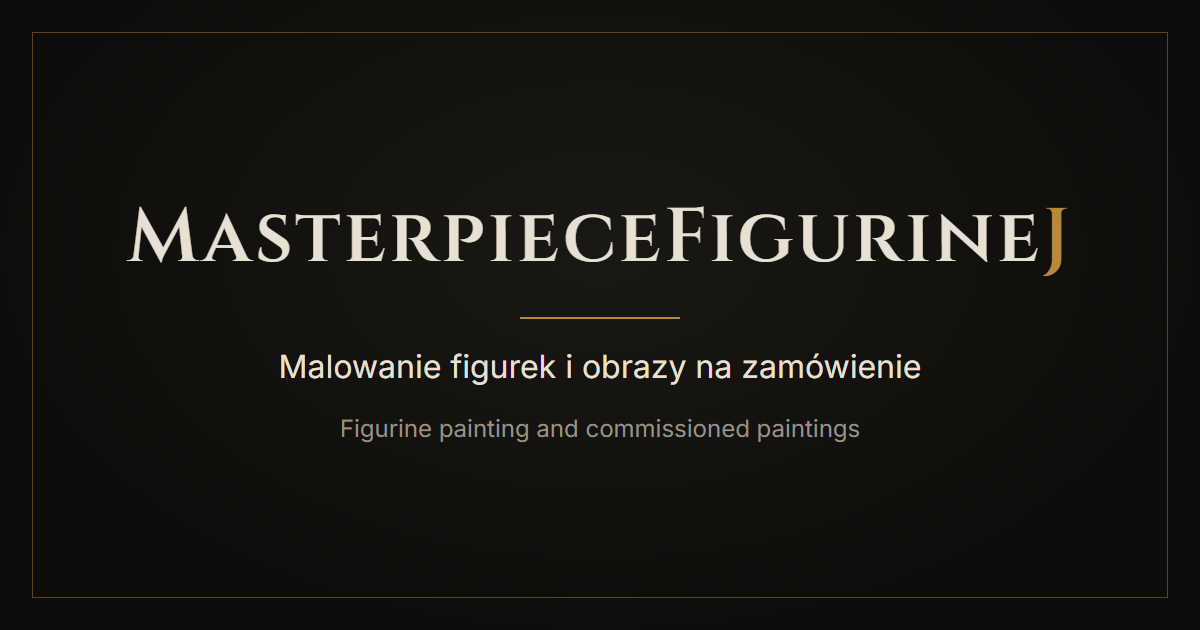 MasterpieceFigurineJ
Malowanie figurek i obrazy na zamówienie
Figurine painting and commissioned paintings